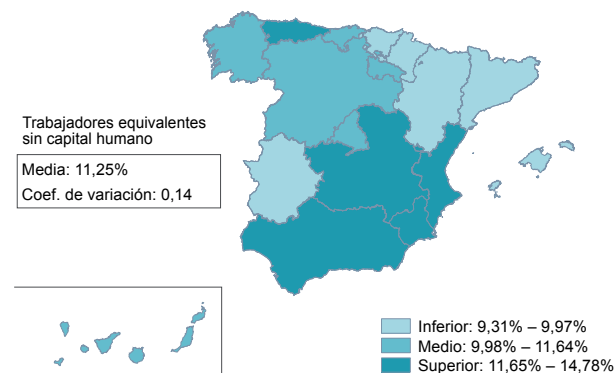 Trabajadores equivalentes
sin capital humano
Media: 11,25%
Coef. de variación: 0,14
Inferior: 9,31% – 9,97%
Medio: 9,98% – 11,64%
Superior: 11,65% – 14,78%